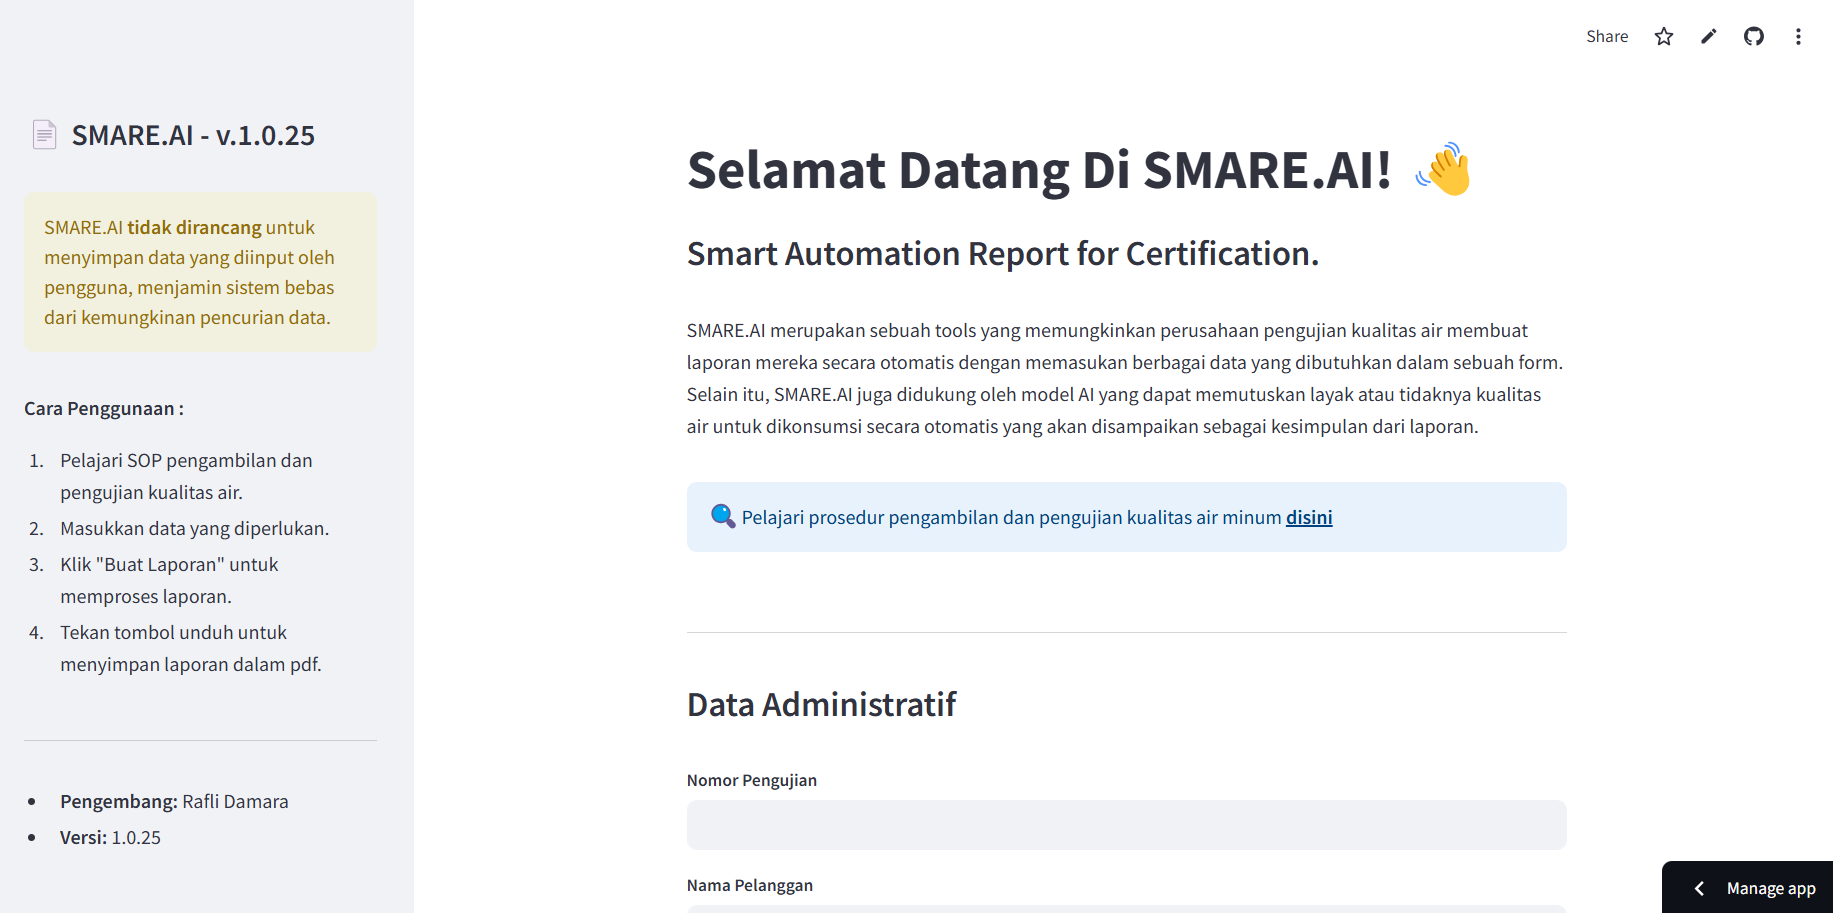 Share
SMARE.AI - v.1.0.25
SMARE.AI tidak dirancang untuk
menyimpan data yang diinput oleh
pengguna, menjamin sistem bebas
dari kemungkinan pencurian data.
Cara Penggunaan :
1. Pelajari SOP pengambilan dan
pengujian kualitas air.
2. Masukkan data yang diperlukan.
3. Klik "Buat Laporan" untuk
memproses laporan.
4. Tekan tombol unduh untuk
menyimpan laporan dalam pdf.
Pengembang: Rafli Damara
Versi: 1.0.25
Selamat Datang Di SMARE.AI!
Smart Automation Report for Certification.
SMARE.AI merupakan sebuah tools yang memungkinkan perusahaan pengujian kualitas air membuat
laporan mereka secara otomatis dengan memasukan berbagai data yang dibutuhkan dalam sebuah form.
Selain itu, SMARE.AI juga didukung oleh model AI yang dapat memutuskan layak atau tidaknya kualitas
air untuk dikonsumsi secara otomatis yang akan disampaikan sebagai kesimpulan dari laporan.
Pelajari prosedur pengambilan dan pengujian kualitas air minum disini
Data Administratif
Nomor Pengujian
Nama Pelanggan
Manage app